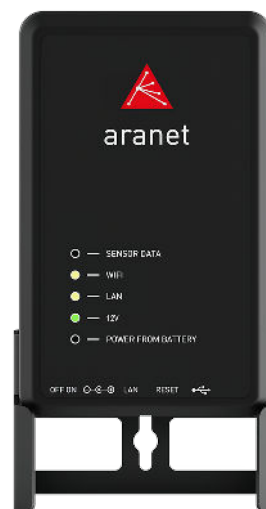 aranet
SENSOR DATA
WIFI
LAN
12V
POWER FROM BATTERY
OFF ON LAN RESET